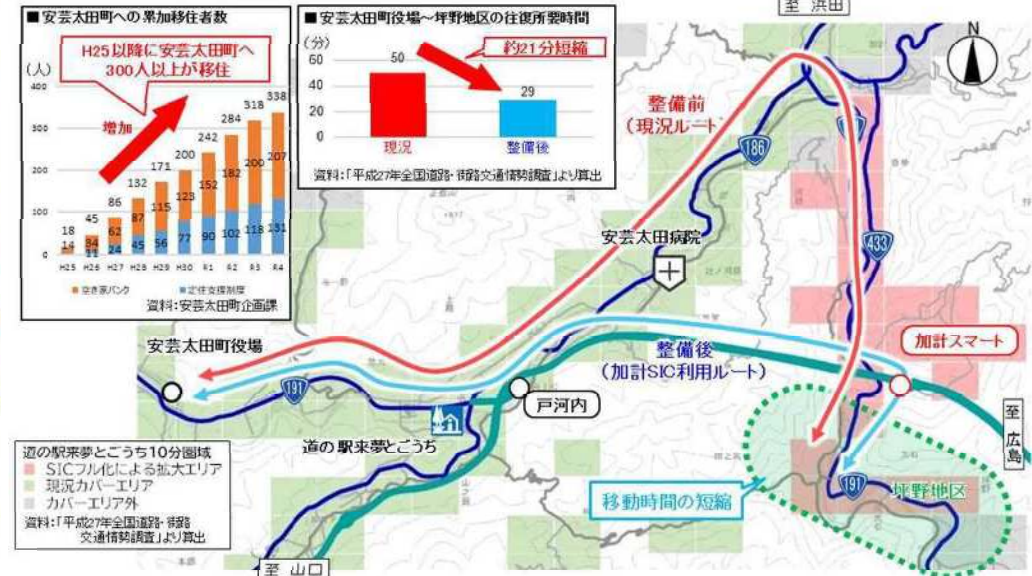 ■安芸太田町への累加移住者数
(人)
H25以降に安芸太田町へ
300人以上が移住
増加
400
300
200
100
0
18
45
86
132
171
200
242
284
318
338
14
34
62
87
115
123
152
182
200
207
11
24
45
56
77
90
102
118
131
H25 H26 H27 H28 H29 H30 R1 R2 R3 R4
■空き家バンク ■定住支援制度
資料:安芸太田町企画課
■安芸太田町役場~坪野地区の往復所要時間
(分)
60
40
20
0
50
29
約21分短縮
現況
整備後
資料:「平成27年全国道路・街路交通情勢調査」より算出
至 浜田
N
整備前
(現況ルート)
186
433
安芸太田病院
安芸太田町役場
191
整備後
(加計SIC利用ルート)
加計スマート
戸河内
道の駅来夢とごうち
至 広島
191
坪野地区
移動時間の短縮
至 山口
道の駅来夢とごうち10分圏域
SICフル化による拡大エリア
現況カバーエリア
カバーエリア外
資料:「平成27年全国道路・街路
交通情勢調査」より算出